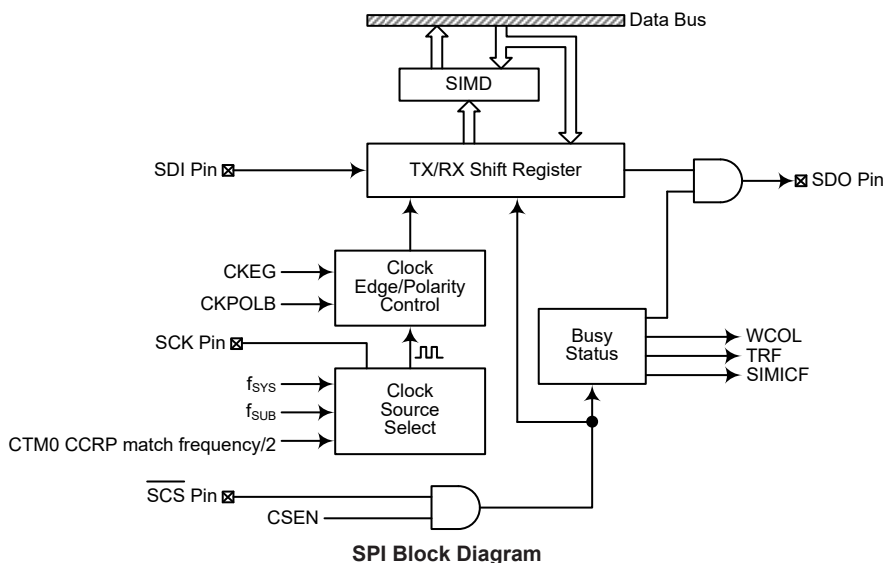 Data Bus
SIMD
SDI Pin
TX/RX Shift Register
SDO Pin
CKEG
CKPOLB
Clock
Edge/Polarity
Control
SCK Pin
Busy
Status
WCOL
TRF
SIMICF
fSYS
fSUB
CTM0 CCRP match frequency/2
Clock
Source
Select
SCS Pin
CSEN
SPI Block Diagram